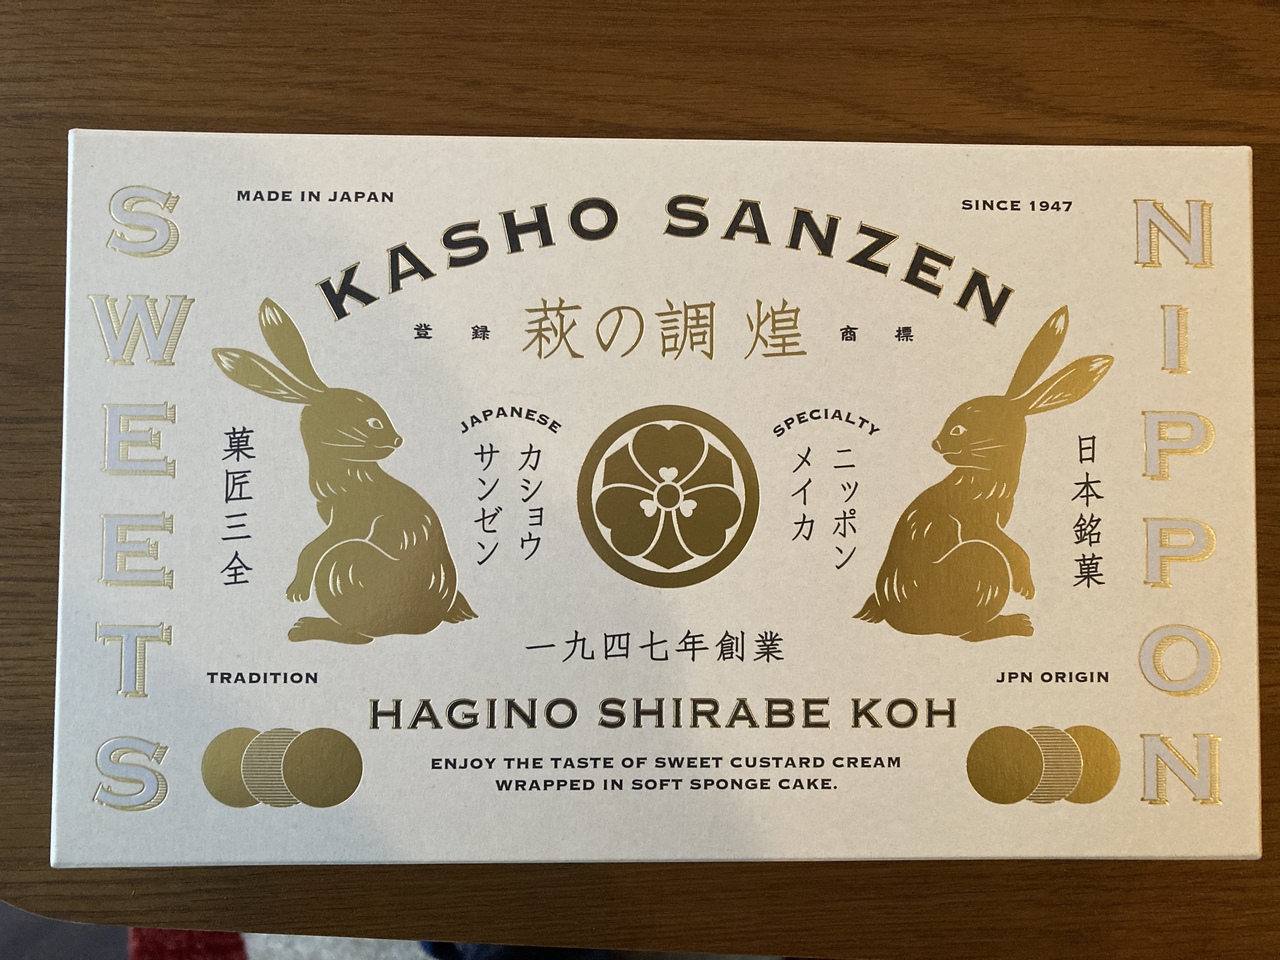 MADE IN JAPAN
SINCE 1947
SWEETS
NIPPON
KASHO SANZEN
登録 萩の調 煌 商標
JAPANESE
SPECIALTY
菓匠三全
カショウ
サンゼン
ニッポン
メイカ
日本銘菓
一九四七年創業
TRADITION
JPN ORIGIN
HAGINO SHIRABE KOH
ENJOY THE TASTE OF SWEET CUSTARD CREAM
WRAPPED IN SOFT SPONGE CAKE.